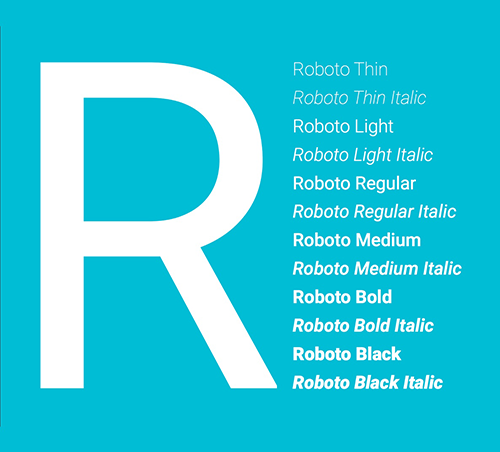 R
Roboto Thin
Roboto Thin Italic
Roboto Light
Roboto Light Italic
Roboto Regular
Roboto Regular Italic
Roboto Medium
Roboto Medium Italic
Roboto Bold
Roboto Bold Italic
Roboto Black
Roboto Black Italic